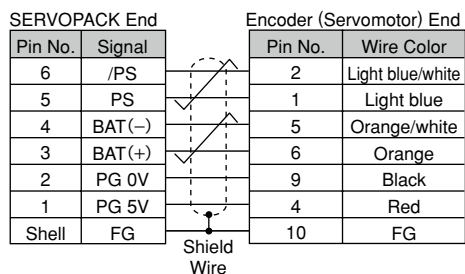 SERVOPACK End Encoder (Servomotor) End
Pin No. Signal Pin No. Wire Color
6 /PS 2 Light blue/white
5 PS 1 Light blue
4 BAT(−) 5 Orange/white
3 BAT(+) 6 Orange
2 PG 0V 9 Black
1 PG 5V 4 Red
Shell FG 10 FG
Shield
Wire